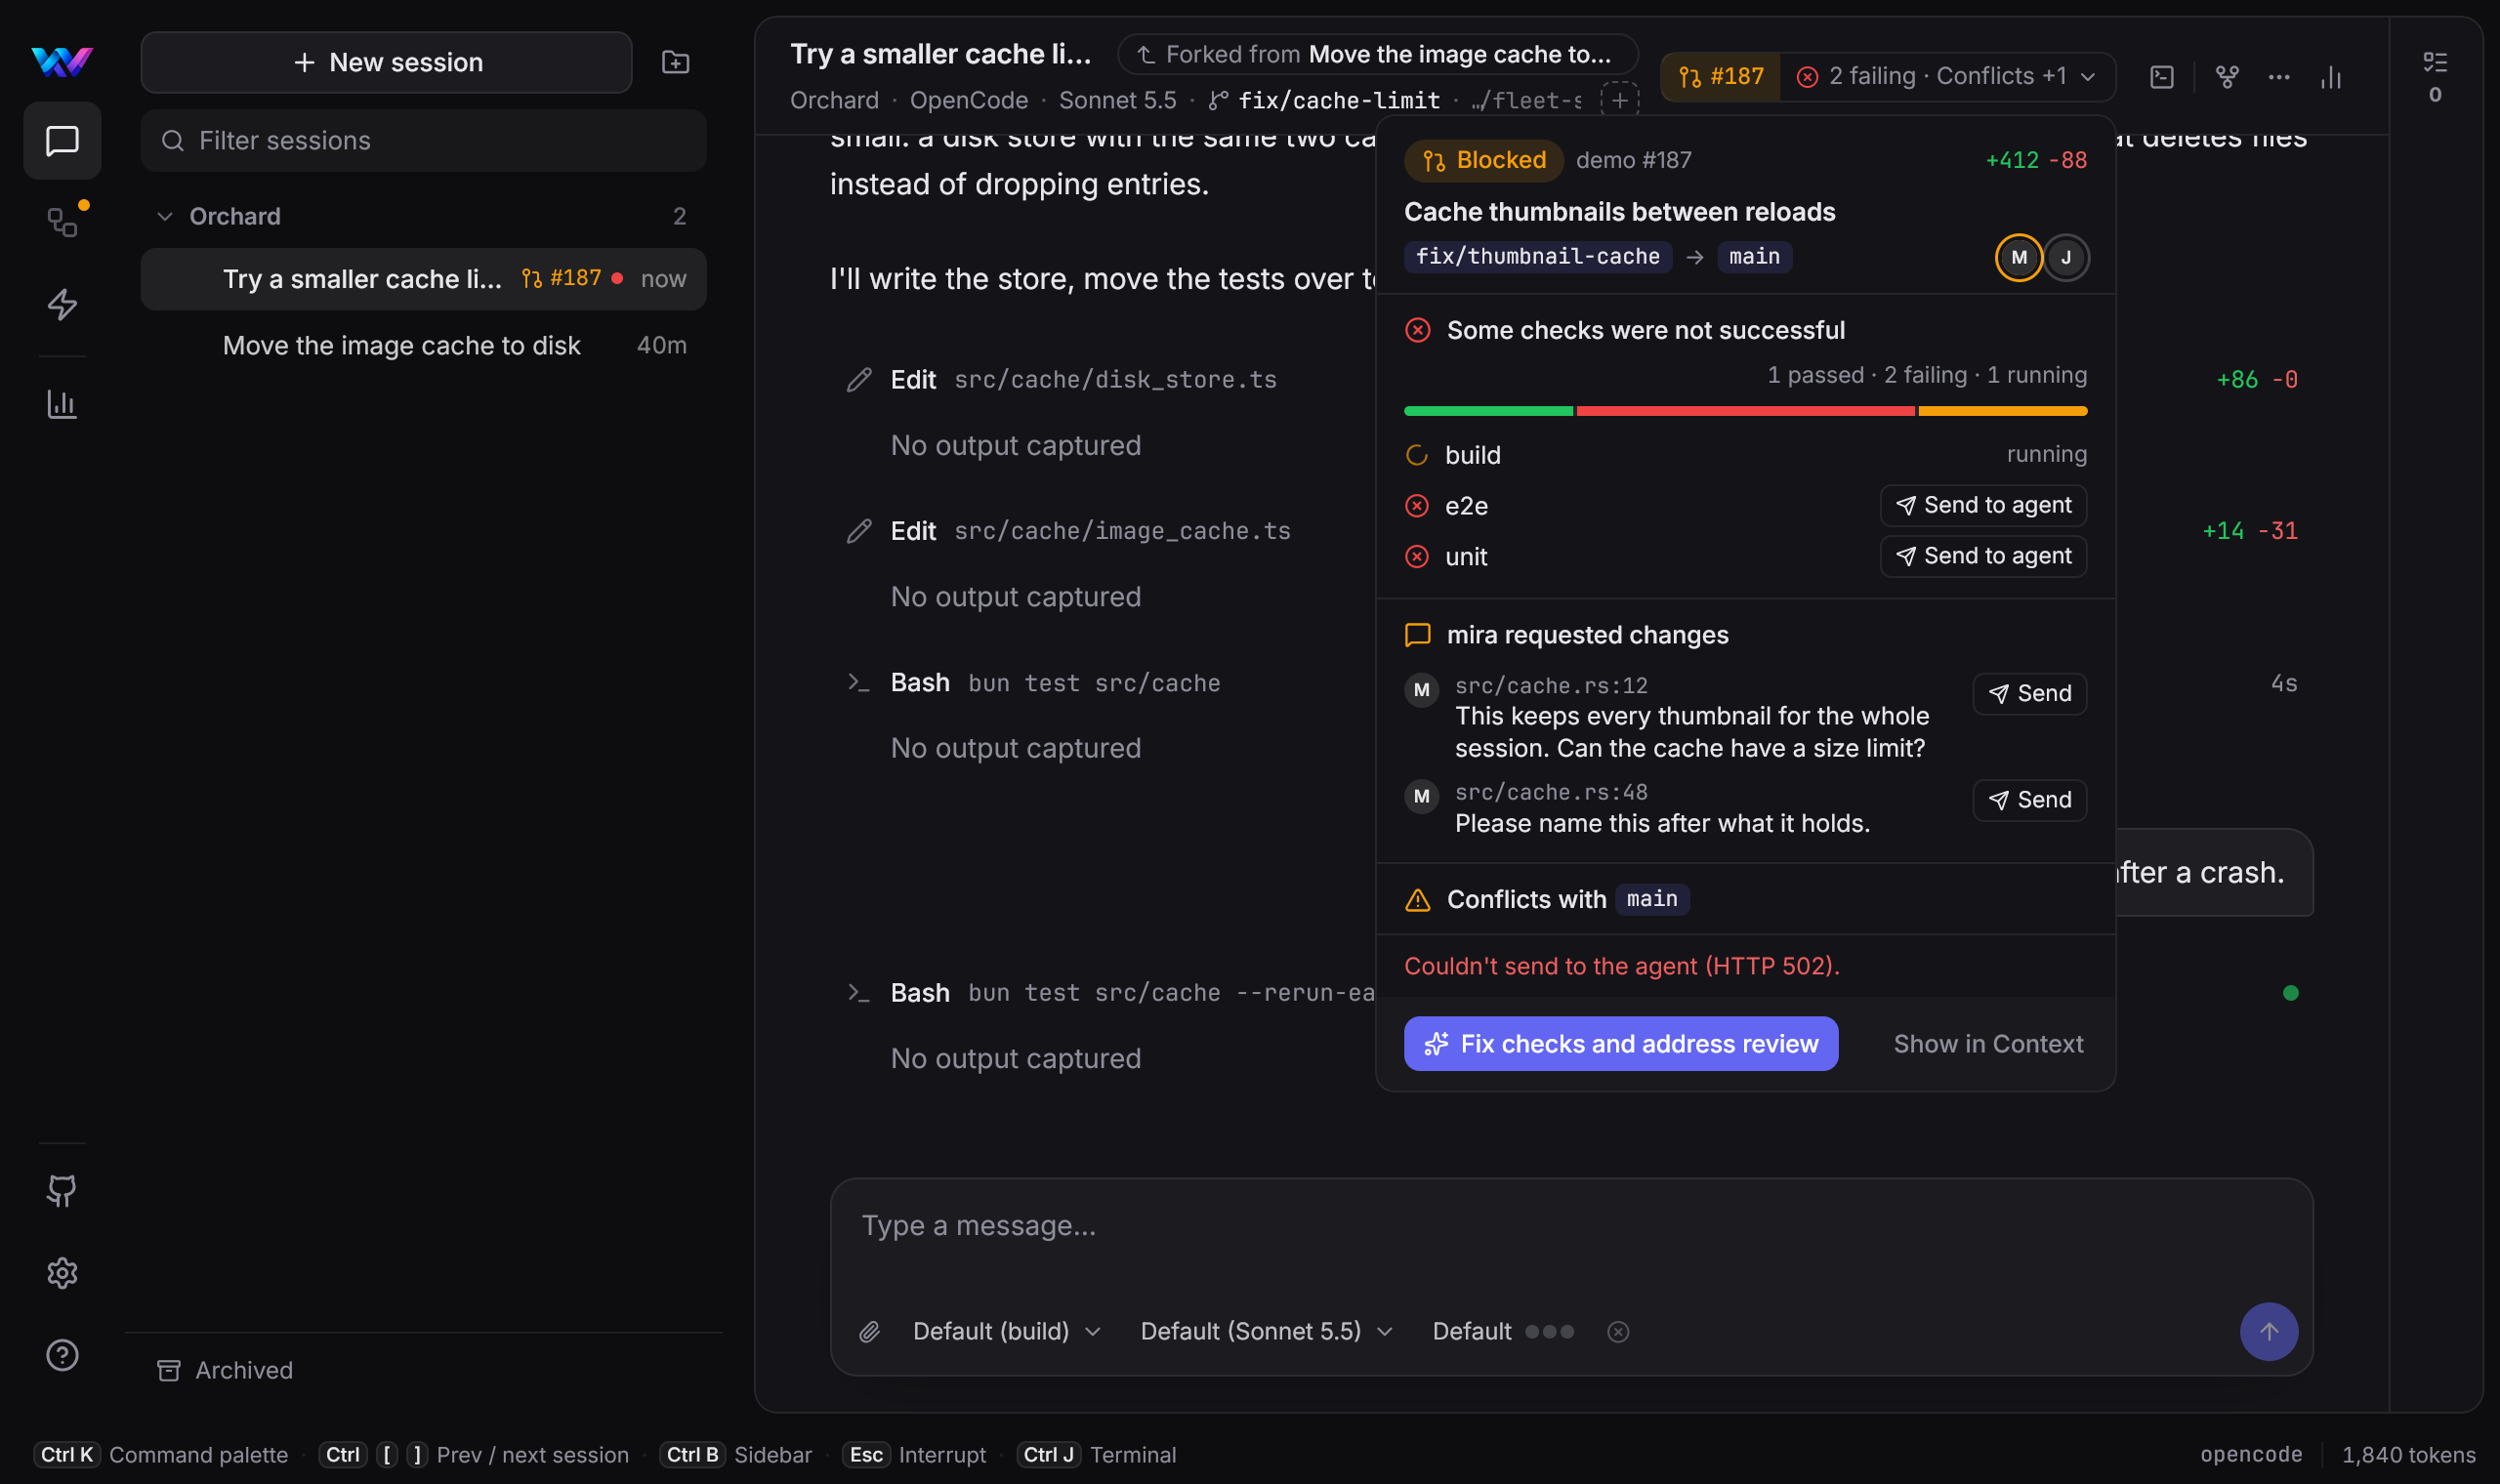 New session
Filter sessions
Orchard 2
Try a smaller cache li... #187 now
Move the image cache to disk 40m
Archived
Try a smaller cache li... Forked from Move the image cache to...
Orchard · OpenCode · Sonnet 5.5 · fix/cache-limit · …/fleet-s
#187 2 failing · Conflicts +1
0
instead of dropping entries.
I'll write the store, move the tests over
Edit src/cache/disk_store.ts +86 -0
No output captured
Edit src/cache/image_cache.ts +14 -31
No output captured
Bash bun test src/cache 4s
No output captured
after a crash.
Bash bun test src/cache --rerun-ea
No output captured
Blocked demo #187 +412 -88
Cache thumbnails between reloads
fix/thumbnail-cache → main M J
Some checks were not successful
1 passed · 2 failing · 1 running
build running
e2e Send to agent
unit Send to agent
mira requested changes
M src/cache.rs:12 Send
This keeps every thumbnail for the whole
session. Can the cache have a size limit?
M src/cache.rs:48 Send
Please name this after what it holds.
Conflicts with main
Couldn't send to the agent (HTTP 502).
Fix checks and address review Show in Context
Type a message...
Default (build) Default (Sonnet 5.5) Default
Ctrl K Command palette · Ctrl [ ] Prev / next session · Ctrl B Sidebar · Esc Interrupt · Ctrl J Terminal
opencode 1,840 tokens